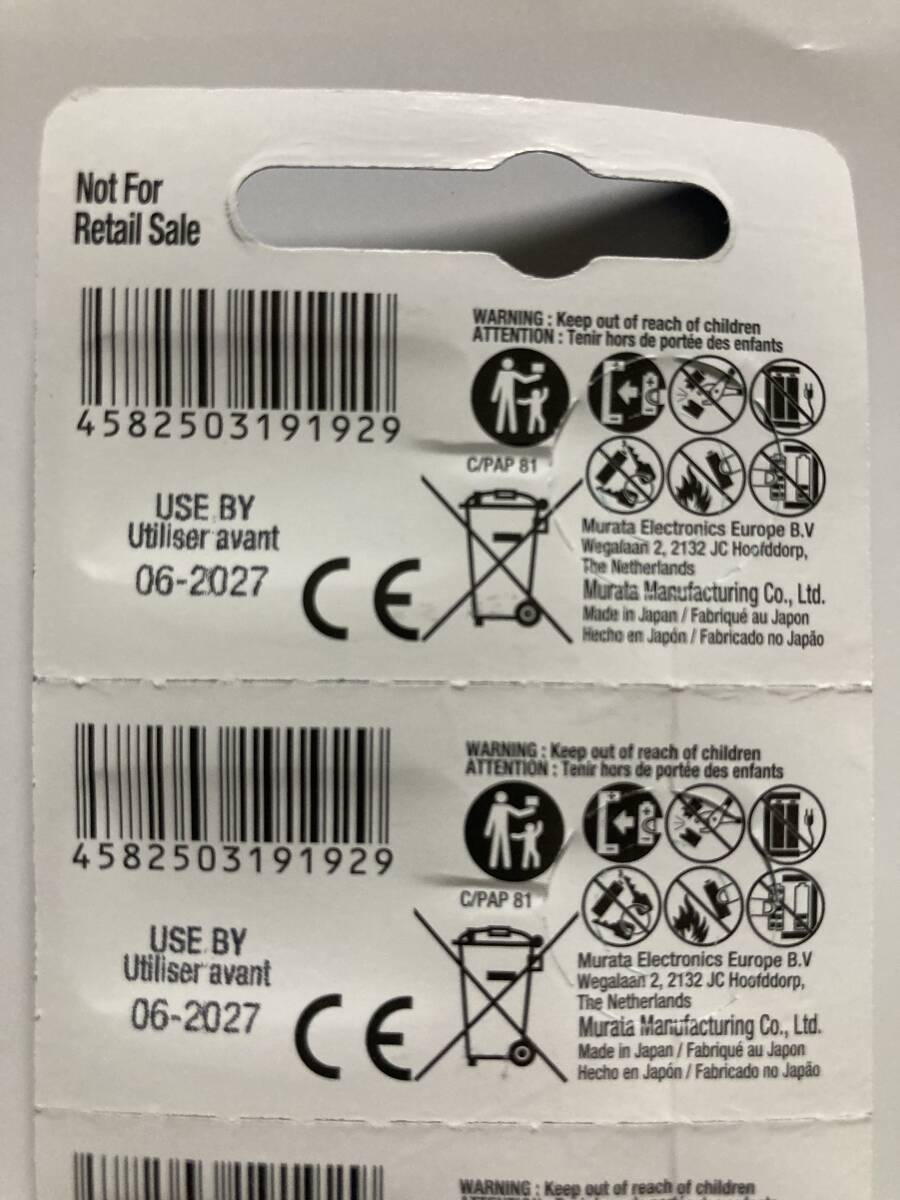 Not For
Retail Sale
4582503191929
WARNING : Keep out of reach of children
ATTENTION : Tenir hors de portée des enfants
C/PAP 81
USE BY
Utiliser avant
06-2027
CE
Murata Electronics Europe B.V
Wegalaan 2, 2132 JC Hoofddorp,
The Netherlands
Murata Manufacturing Co., Ltd.
Made in Japan / Fabriqué au Japon
Hecho en Japón / Fabricado no Japão
4582503191929
WARNING : Keep out of reach of children
ATTENTION : Tenir hors de portée des enfants
C/PAP 81
USE BY
Utiliser avant
06-2027
CE
Murata Electronics Europe B.V
Wegalaan 2, 2132 JC Hoofddorp,
The Netherlands
Murata Manufacturing Co., Ltd.
Made in Japan / Fabriqué au Japon
Hecho en Japón / Fabricado no Japão
WARNING : Keep out of reach of children